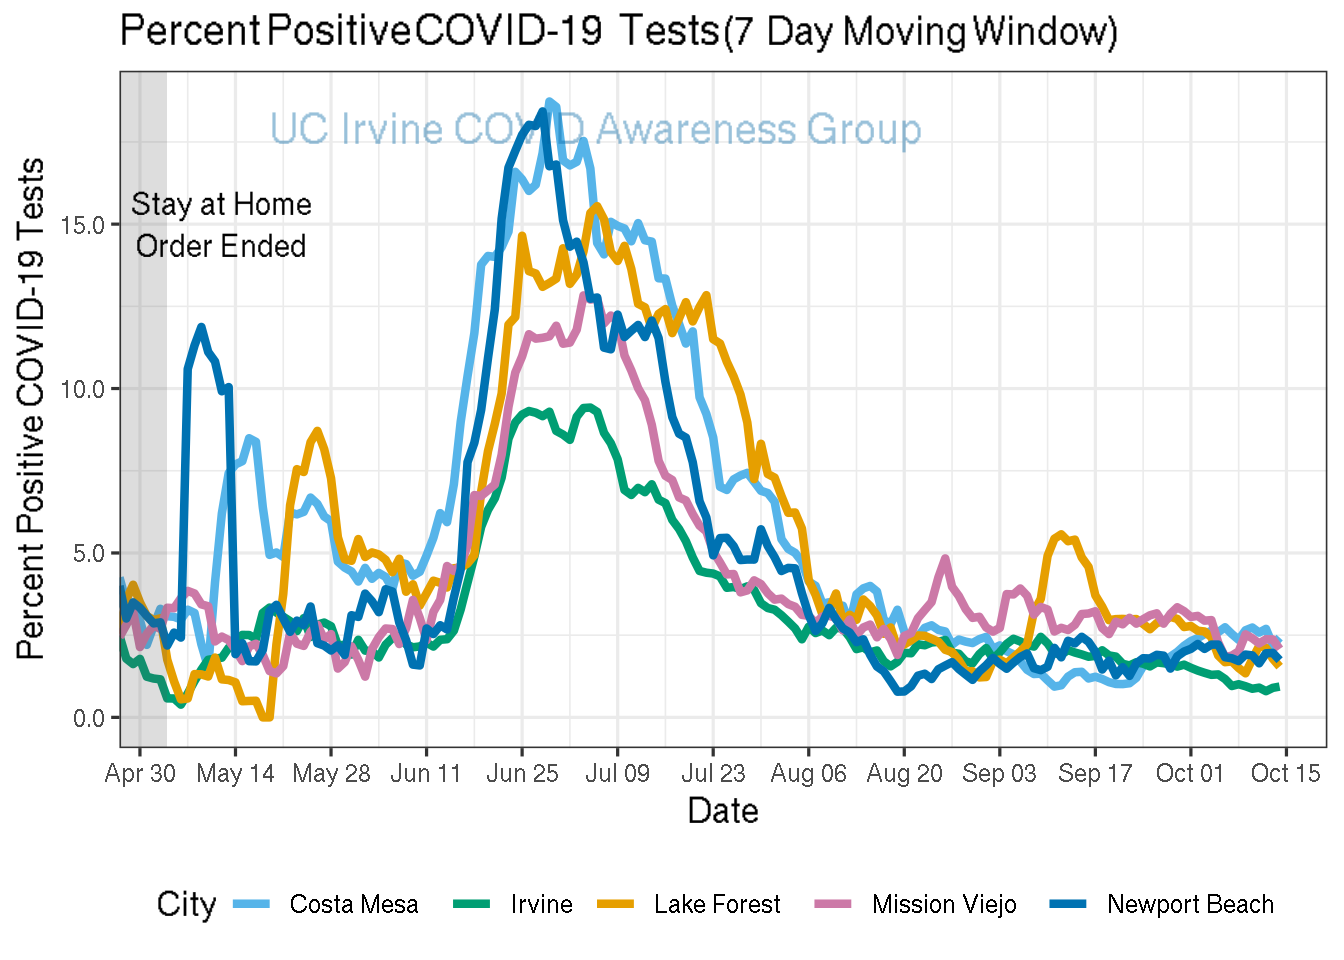 Percent Positive COVID-19 Tests (7 Day Moving Window)
UC Irvine COVID Awareness Group
Stay at Home
Order Ended
Percent Positive COVID-19 Tests
15.0
10.0
5.0
0.0
Apr 30 May 14 May 28 Jun 11 Jun 25 Jul 09 Jul 23 Aug 06 Aug 20 Sep 03 Sep 17 Oct 01 Oct 15
Date
City Costa Mesa Irvine Lake Forest Mission Viejo Newport Beach